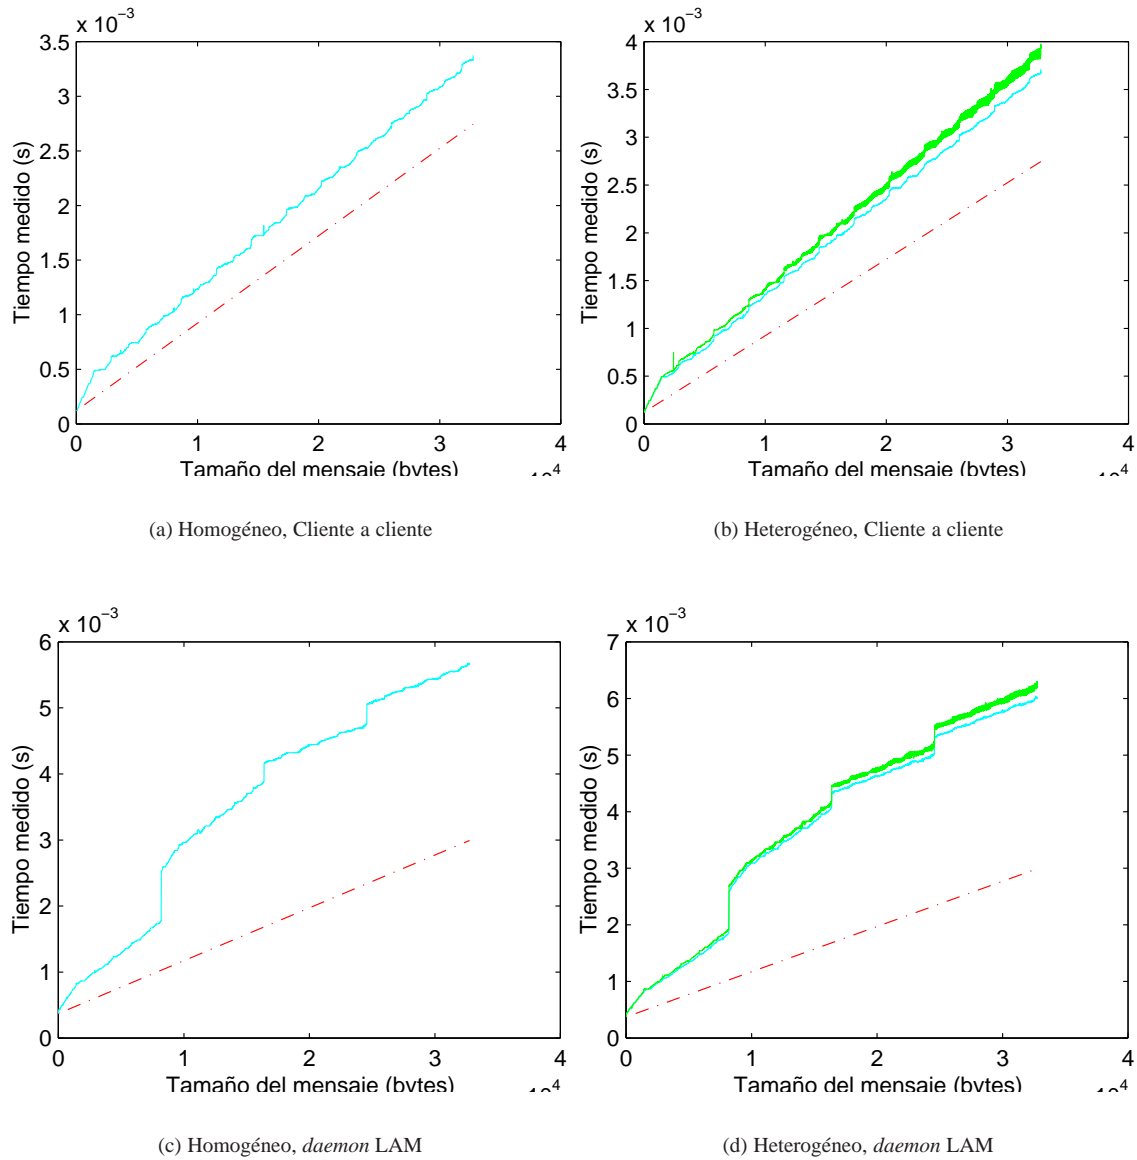 x 10⁻³
3.5
3
2.5
2
1.5
1
0.5
0
Tiempo medido (s)
0 1 2 3 4
Tamaño del mensaje (bytes)
x 10⁻³
4
3.5
3
2.5
2
1.5
1
0.5
0
Tiempo medido (s)
0 1 2 3 4
Tamaño del mensaje (bytes)
(a) Homogéneo, Cliente a cliente
(b) Heterogéneo, Cliente a cliente
x 10⁻³
6
5
4
3
2
1
0
Tiempo medido (s)
0 1 2 3 4
Tamaño del mensaje (bytes)
x 10⁻³
7
6
5
4
3
2
1
0
Tiempo medido (s)
0 1 2 3 4
Tamaño del mensaje (bytes)
(c) Homogéneo, daemon LAM
(d) Heterogéneo, daemon LAM